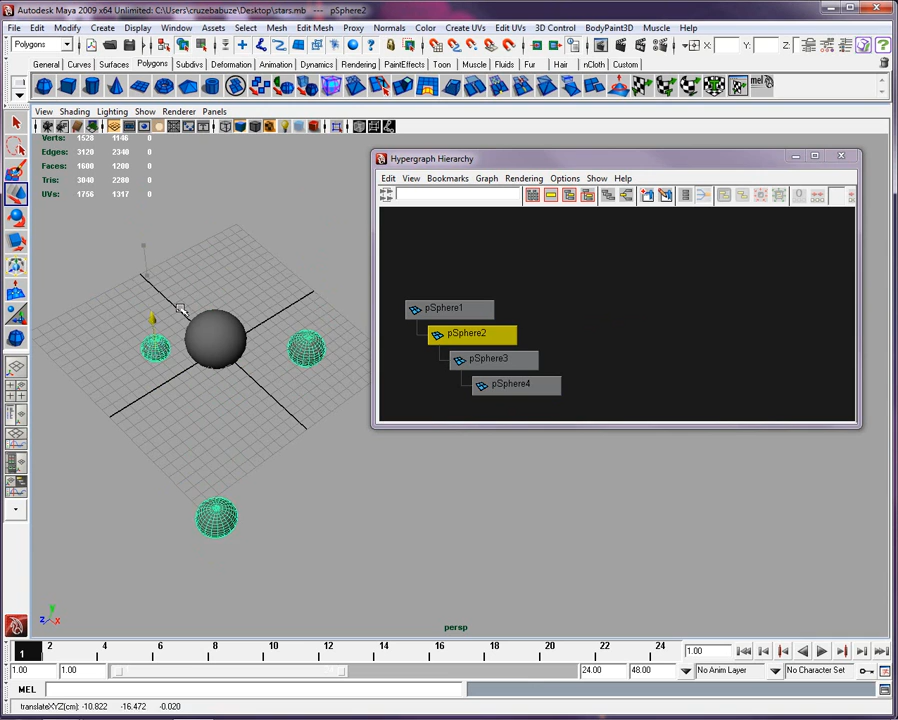 Autodesk Maya 2009 x64 Unlimited: C:\Users\cruzebabuze\Desktop\stars.mb --- pSphere2
File Edit Modify Create Display Window Assets Select Mesh Edit Mesh Proxy Normals Color Create UVs Edit UVs 3D Control BodyPaint3D Muscle Help
Polygons X: Y: Z:
General Curves Surfaces Polygons Subdivs Deformation Animation Dynamics Rendering PaintEffects Toon Muscle Fluids Fur Hair nCloth Custom
mel
View Shading Lighting Show Renderer Panels
Verts: 1528 1146 0
Edges: 3120 2340 0
Faces: 1600 1200 0
Tris: 3040 2280 0
UVs: 1756 1317 0
Hypergraph Hierarchy
Edit View Bookmarks Graph Rendering Options Show Help
pSphere1
pSphere2
pSphere3
pSphere4
y
z x
persp
1 2 4 6 8 10 12 14 16 18 20 22 24 1.00
1.00 1.00 24.00 48.00 No Anim Layer No Character Set
MEL
translateXYZ(cm): -10.822 -16.472 -0.020